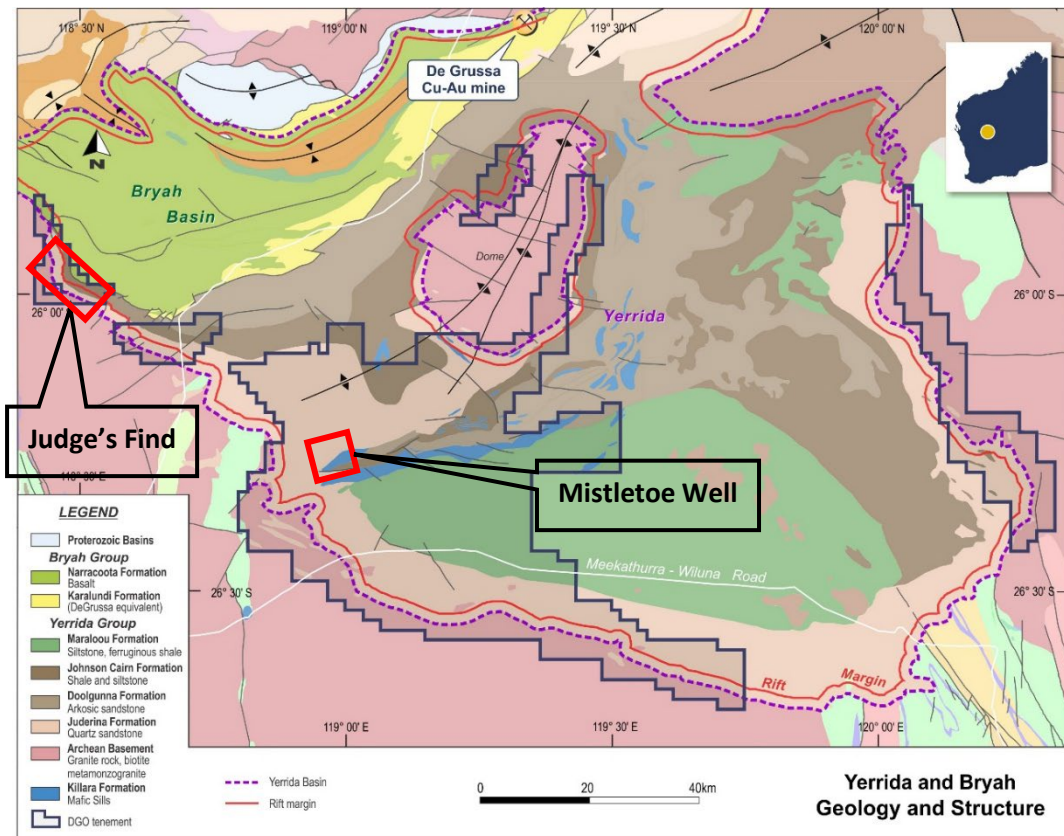 118° 30' N
119° 00' N
119° 30' N
120° 00' N
De Grussa
Cu-Au mine
N
Bryah
Basin
Dome
Yerrida
26° 00'
26° 00' S
Judge's Find
Mistletoe Well
Meekathurra - Wiluna Road
26° 30' S
26° 30' S
Rift Margin
119° 00' E
119° 30' E
120° 00' E
LEGEND
Proterozoic Basins
Bryah Group
Narracoota Formation
Basalt
Karalundi Formation
(DeGrussa equivalent)
Yerrida Group
Maraloou Formation
Siltstone, ferruginous shale
Johnson Cairn Formation
Shale and siltstone
Doolgunna Formation
Arkosic sandstone
Juderina Formation
Quartz sandstone
Archean Basement
Granite rock, biotite
metamonzogranite
Killara Formation
Mafic Sills
DGO tenement
Yerrida Basin
Rift margin
0 20 40km
Yerrida and Bryah
Geology and Structure